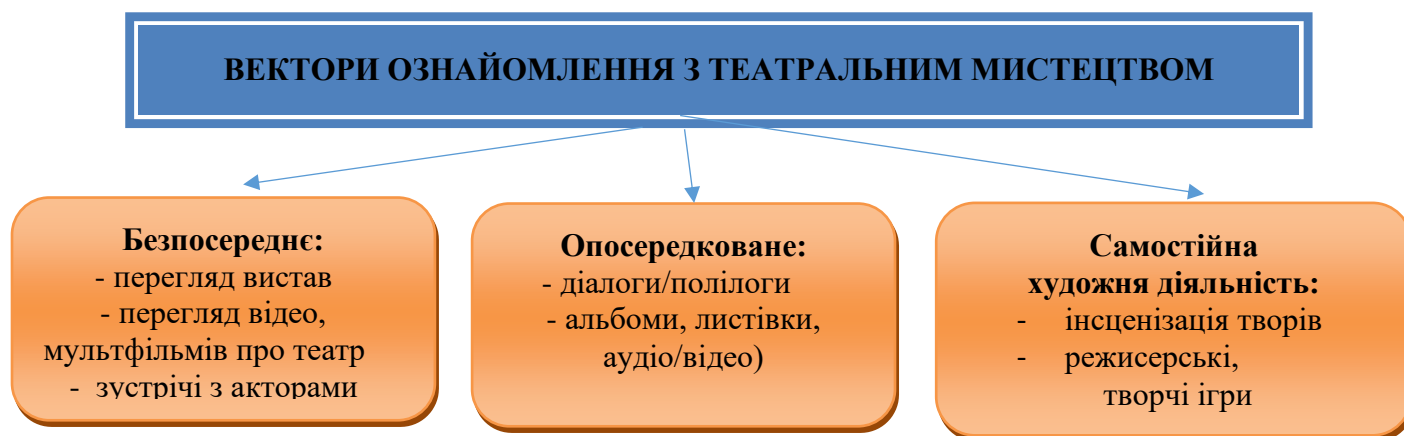 ВЕКТОРИ ОЗНАЙОМЛЕННЯ З ТЕАТРАЛЬНИМ МИСТЕЦТВОМ
Безпосереднє:
- перегляд вистав
- перегляд відео,
мультфільмів про театр
- зустрічі з акторами
Опосередковане:
- діалоги/полілоги
- альбоми, листівки,
аудіо/відео)
Самостійна
художня діяльність:
- інсценізація творів
- режисерські,
творчі ігри